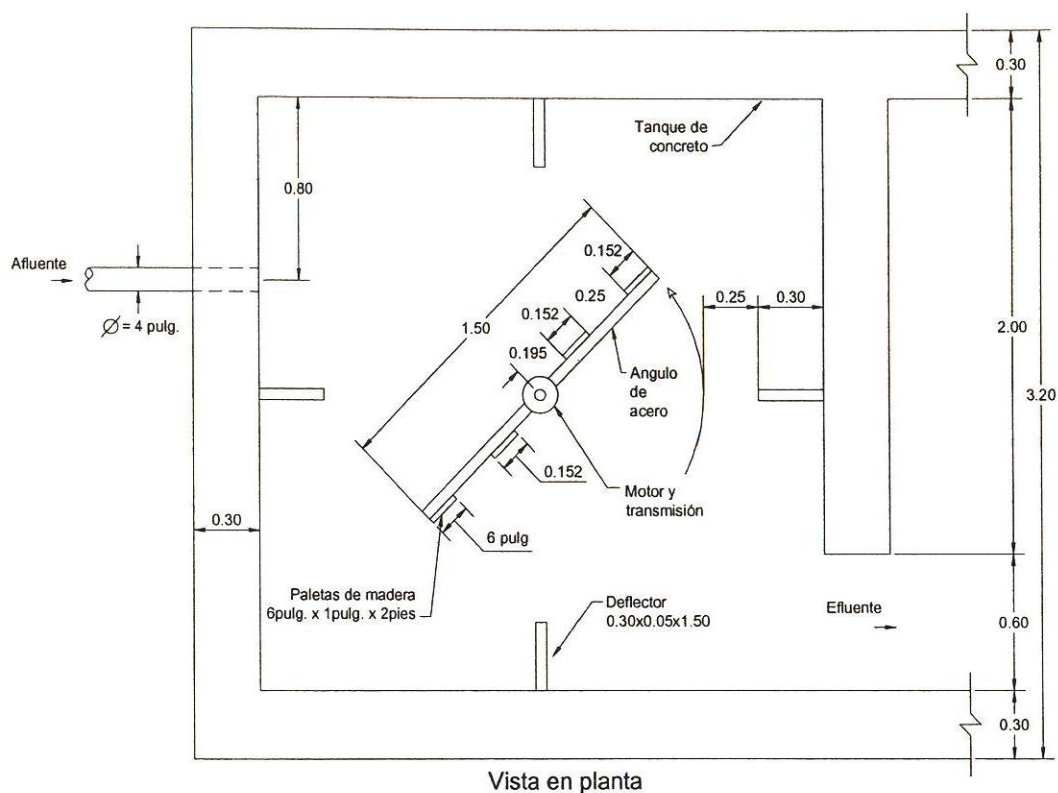 0.30
Tanque de
concreto
0.80
0.152
Afluente
0.25
0.25
0.30
Ø = 4 pulg.
1.50
0.152
2.00
0.195
Angulo
de
acero
3.20
0.152
Motor y
transmisión
0.30
6 pulg
Paletas de madera
6pulg. x 1pulg. x 2pies
Deflector
0.30x0.05x1.50
Efluente
0.60
0.30
Vista en planta